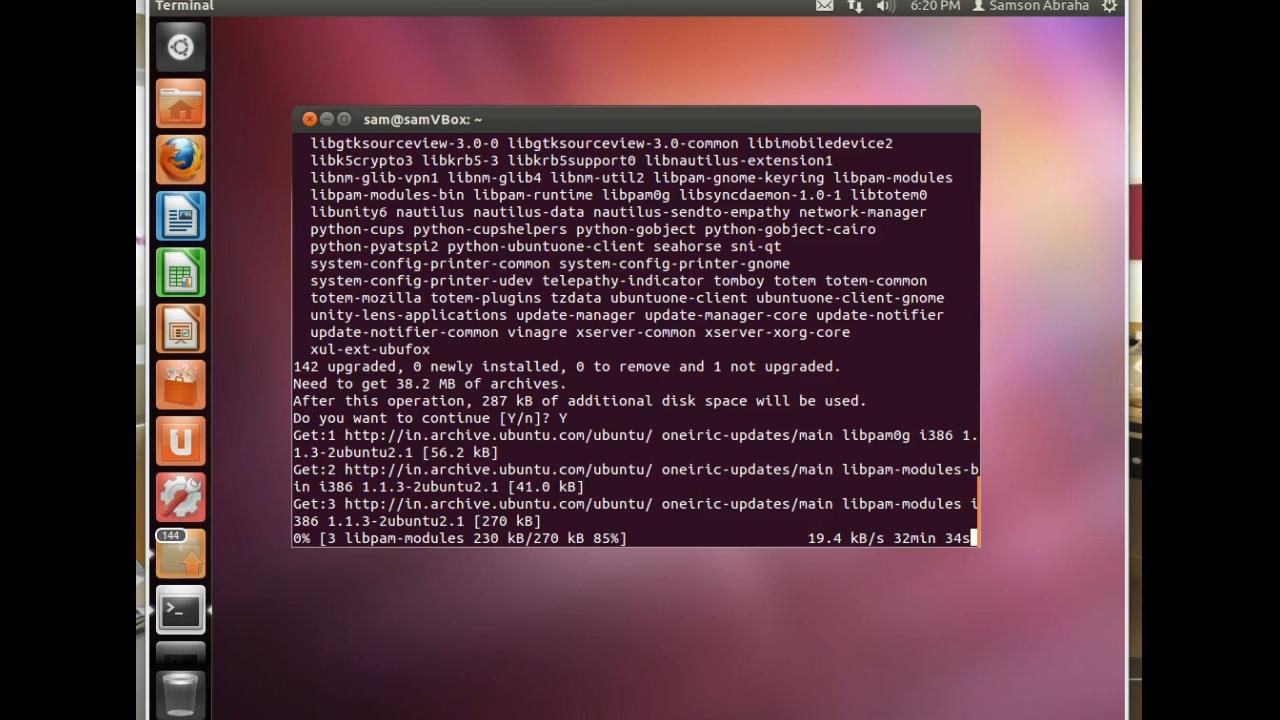 Terminal
6:20 PM Samson Abraha
sam@samVBox: ~
libgtksourceview-3.0-0 libgtksourceview-3.0-common libimobiledevice2
libk5crypto3 libkrb5-3 libkrb5support0 libnautilus-extension1
libnm-glib-vpn1 libnm-glib4 libnm-util2 libpam-gnome-keyring libpam-modules
libpam-modules-bin libpam-runtime libpam0g libsyncdaemon-1.0-1 libtotem0
libunity6 nautilus nautilus-data nautilus-sendto-empathy network-manager
python-cups python-cupshelpers python-gobject python-gobject-cairo
python-pyatspi2 python-ubuntuone-client seahorse sni-qt
system-config-printer-common system-config-printer-gnome
system-config-printer-udev telepathy-indicator tomboy totem totem-common
totem-mozilla totem-plugins tzdata ubuntuone-client ubuntuone-client-gnome
unity-lens-applications update-manager update-manager-core update-notifier
update-notifier-common vinagre xserver-common xserver-xorg-core
xul-ext-ubufox
142 upgraded, 0 newly installed, 0 to remove and 1 not upgraded.
Need to get 38.2 MB of archives.
After this operation, 287 kB of additional disk space will be used.
Do you want to continue [Y/n]? Y
Get:1 http://in.archive.ubuntu.com/ubuntu/ oneiric-updates/main libpam0g i386 1.
1.3-2ubuntu2.1 [56.2 kB]
Get:2 http://in.archive.ubuntu.com/ubuntu/ oneiric-updates/main libpam-modules-b
in i386 1.1.3-2ubuntu2.1 [41.0 kB]
Get:3 http://in.archive.ubuntu.com/ubuntu/ oneiric-updates/main libpam-modules i
386 1.1.3-2ubuntu2.1 [270 kB]
0% [3 libpam-modules 230 kB/270 kB 85%] 19.4 kB/s 32min 34s
144